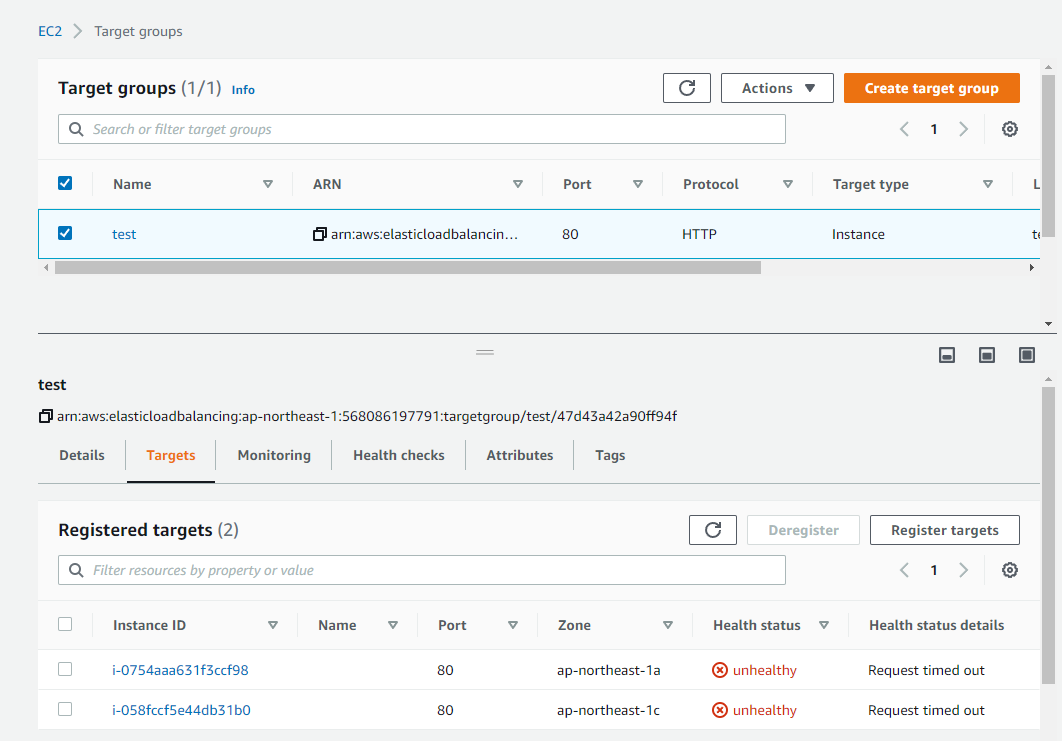 EC2 > Target groups
Target groups (1/1) Info
Actions
Create target group
Search or filter target groups
1
Name ARN Port Protocol Target type
test arn:aws:elasticloadbalancin... 80 HTTP Instance
test
arn:aws:elasticloadbalancing:ap-northeast-1:568086197791:targetgroup/test/47d43a42a90ff94f
Details Targets Monitoring Health checks Attributes Tags
Registered targets (2)
Deregister
Register targets
Filter resources by property or value
1
Instance ID Name Port Zone Health status Health status details
i-0754aaa631f3ccf98 80 ap-northeast-1a unhealthy Request timed out
i-058fccf5e44db31b0 80 ap-northeast-1c unhealthy Request timed out